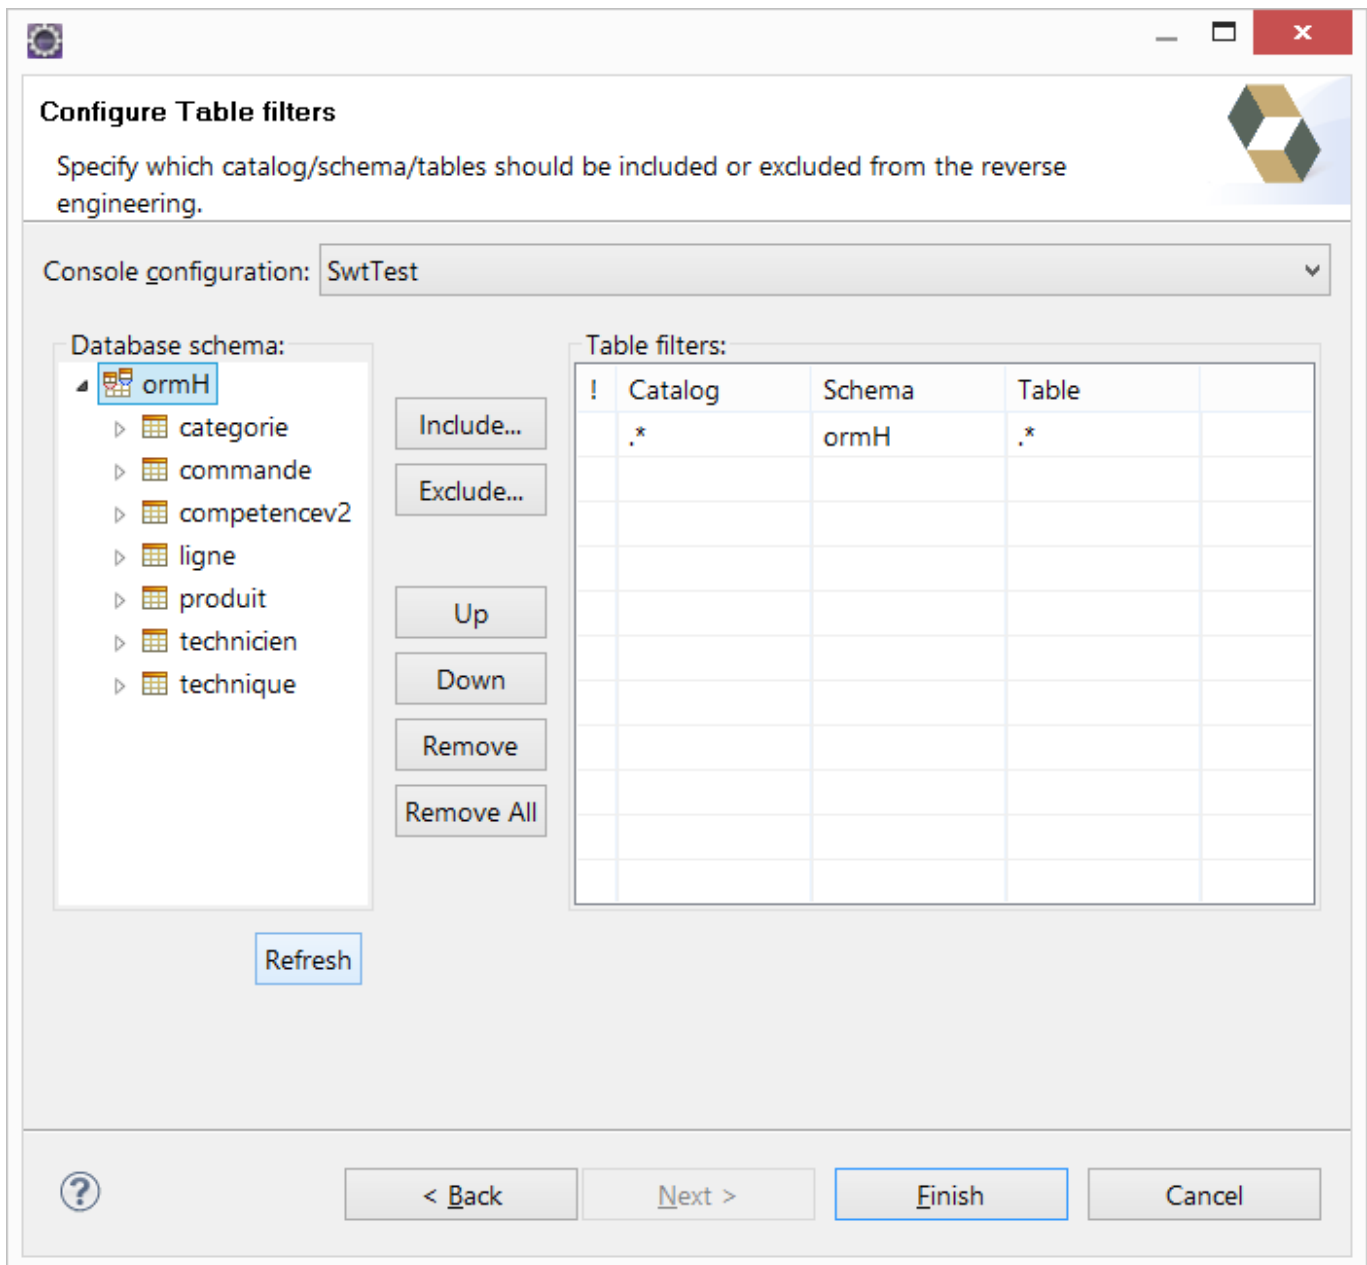 Configure Table filters
Specify which catalog/schema/tables should be included or excluded from the reverse
engineering.
Console configuration: SwtTest
Database schema:
ormH
categorie
commande
competencev2
ligne
produit
technicien
technique
Refresh
Include...
Exclude...
Up
Down
Remove
Remove All
Table filters:
! Catalog Schema Table
.* ormH .*
< Back Next > Finish Cancel